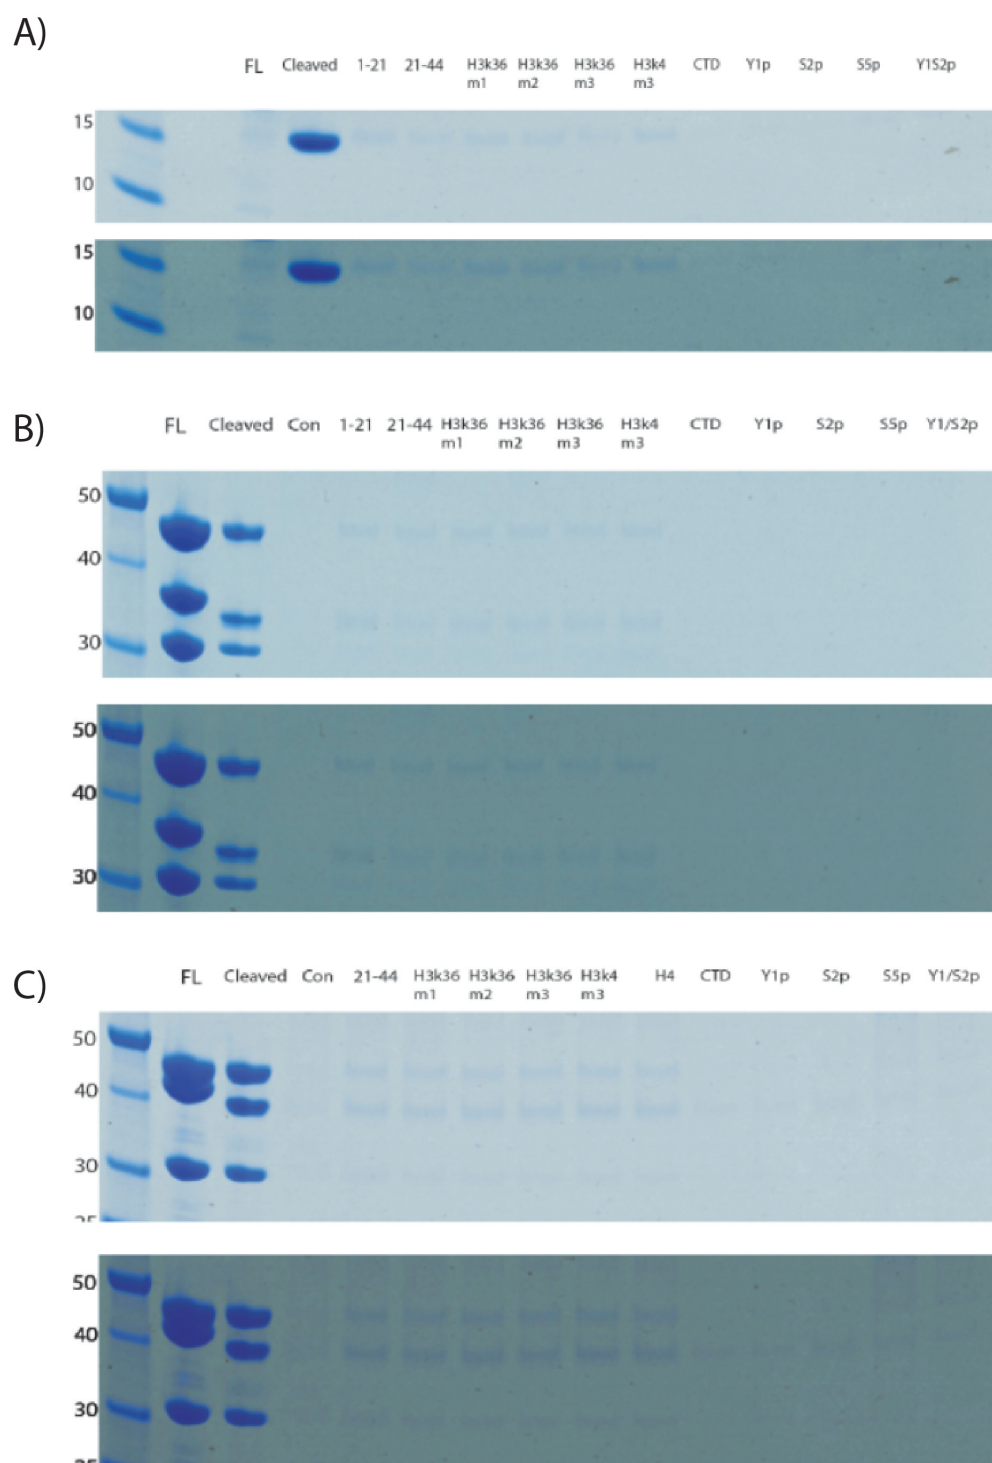 A)
FL Cleaved 1-21 21-44 H3k36 H3k36 H3k36 H3k4 CTD Y1p S2p S5p Y1S2p
m1 m2 m3 m3
15
10
15
10
B)
FL Cleaved Con 1-21 21-44 H3k36 H3k36 H3k36 H3k4 CTD Y1p S2p S5p Y1/S2p
m1 m2 m3 m3
50
40
30
50
40
30
C)
FL Cleaved Con 21-44 H3k36 H3k36 H3k36 H3k4 H4 CTD Y1p S2p S5p Y1/S2p
m1 m2 m3 m3
50
40
30
50
40
30